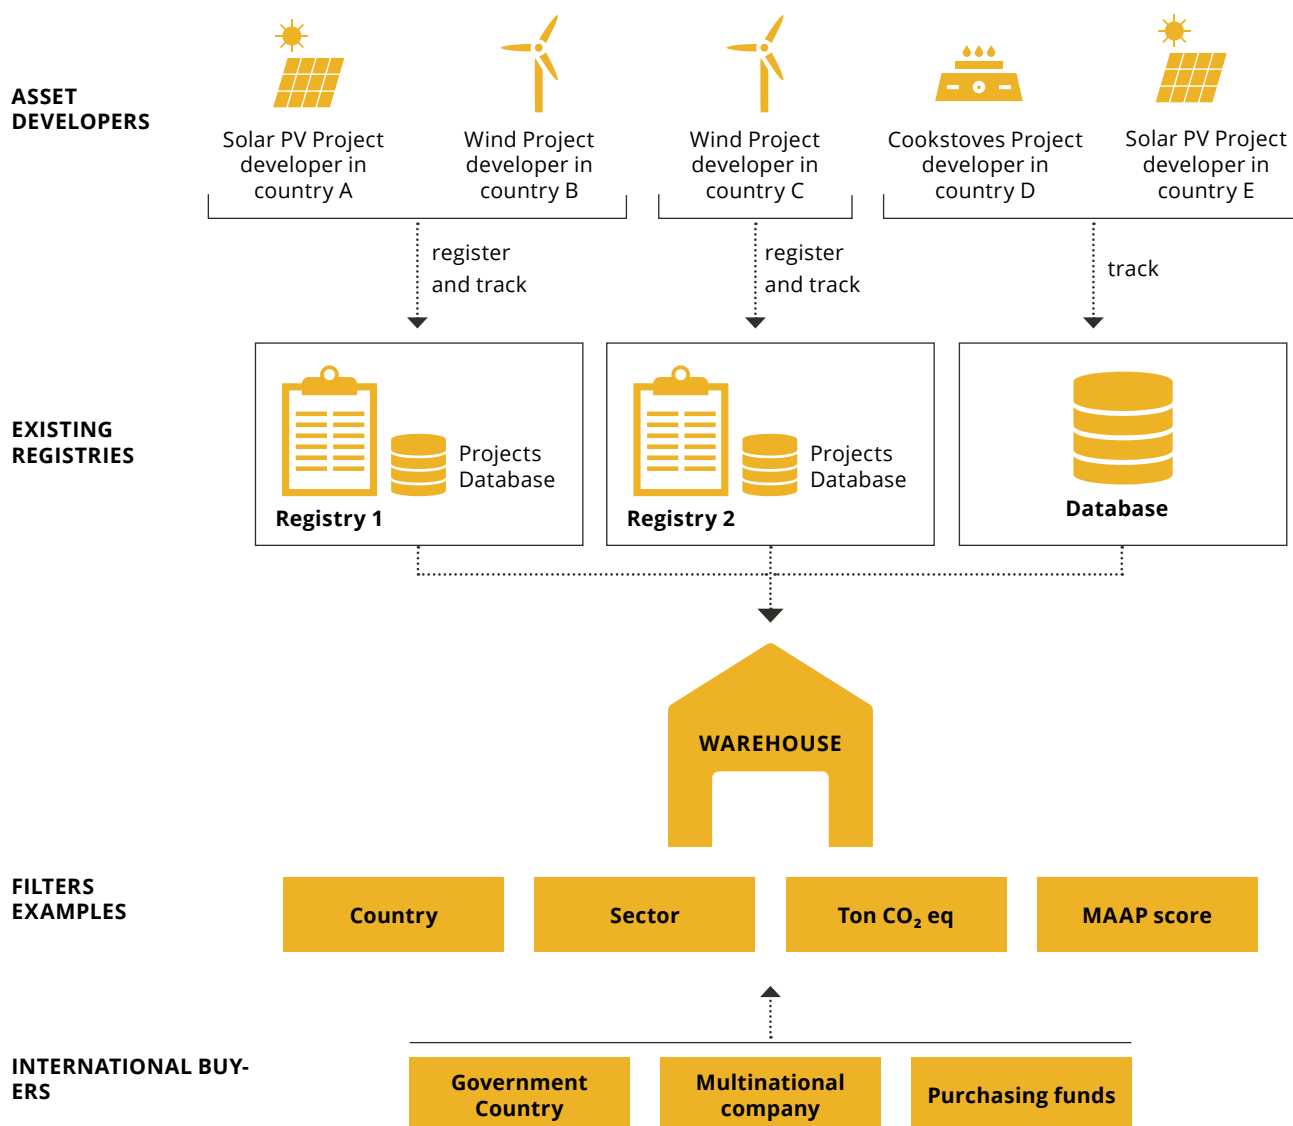 ASSET
DEVELOPERS
Solar PV Project
developer in
country A
Wind Project
developer in
country B
Wind Project
developer in
country C
Cookstoves Project
developer in
country D
Solar PV Project
developer in
country E
register
and track
register
and track
track
EXISTING
REGISTRIES
Projects
Database
Registry 1
Projects
Database
Registry 2
Database
WAREHOUSE
FILTERS
EXAMPLES
Country
Sector
Ton CO₂ eq
MAAP score
INTERNATIONAL BUY-
ERS
Government
Country
Multinational
company
Purchasing funds